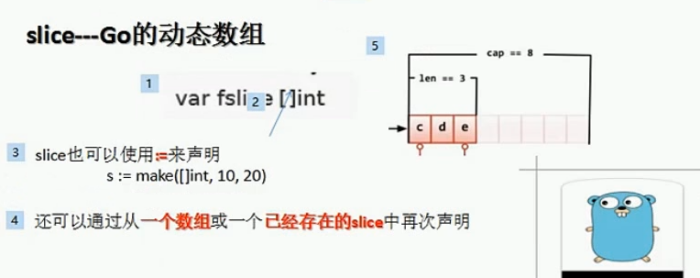 slice---Go的动态数组
5
cap == 8
len == 3
1
var fslice []int
2
c d e
3 slice也可以使用:=来声明
s := make([]int, 10, 20)
4 还可以通过从一个数组或一个已经存在的slice中再次声明